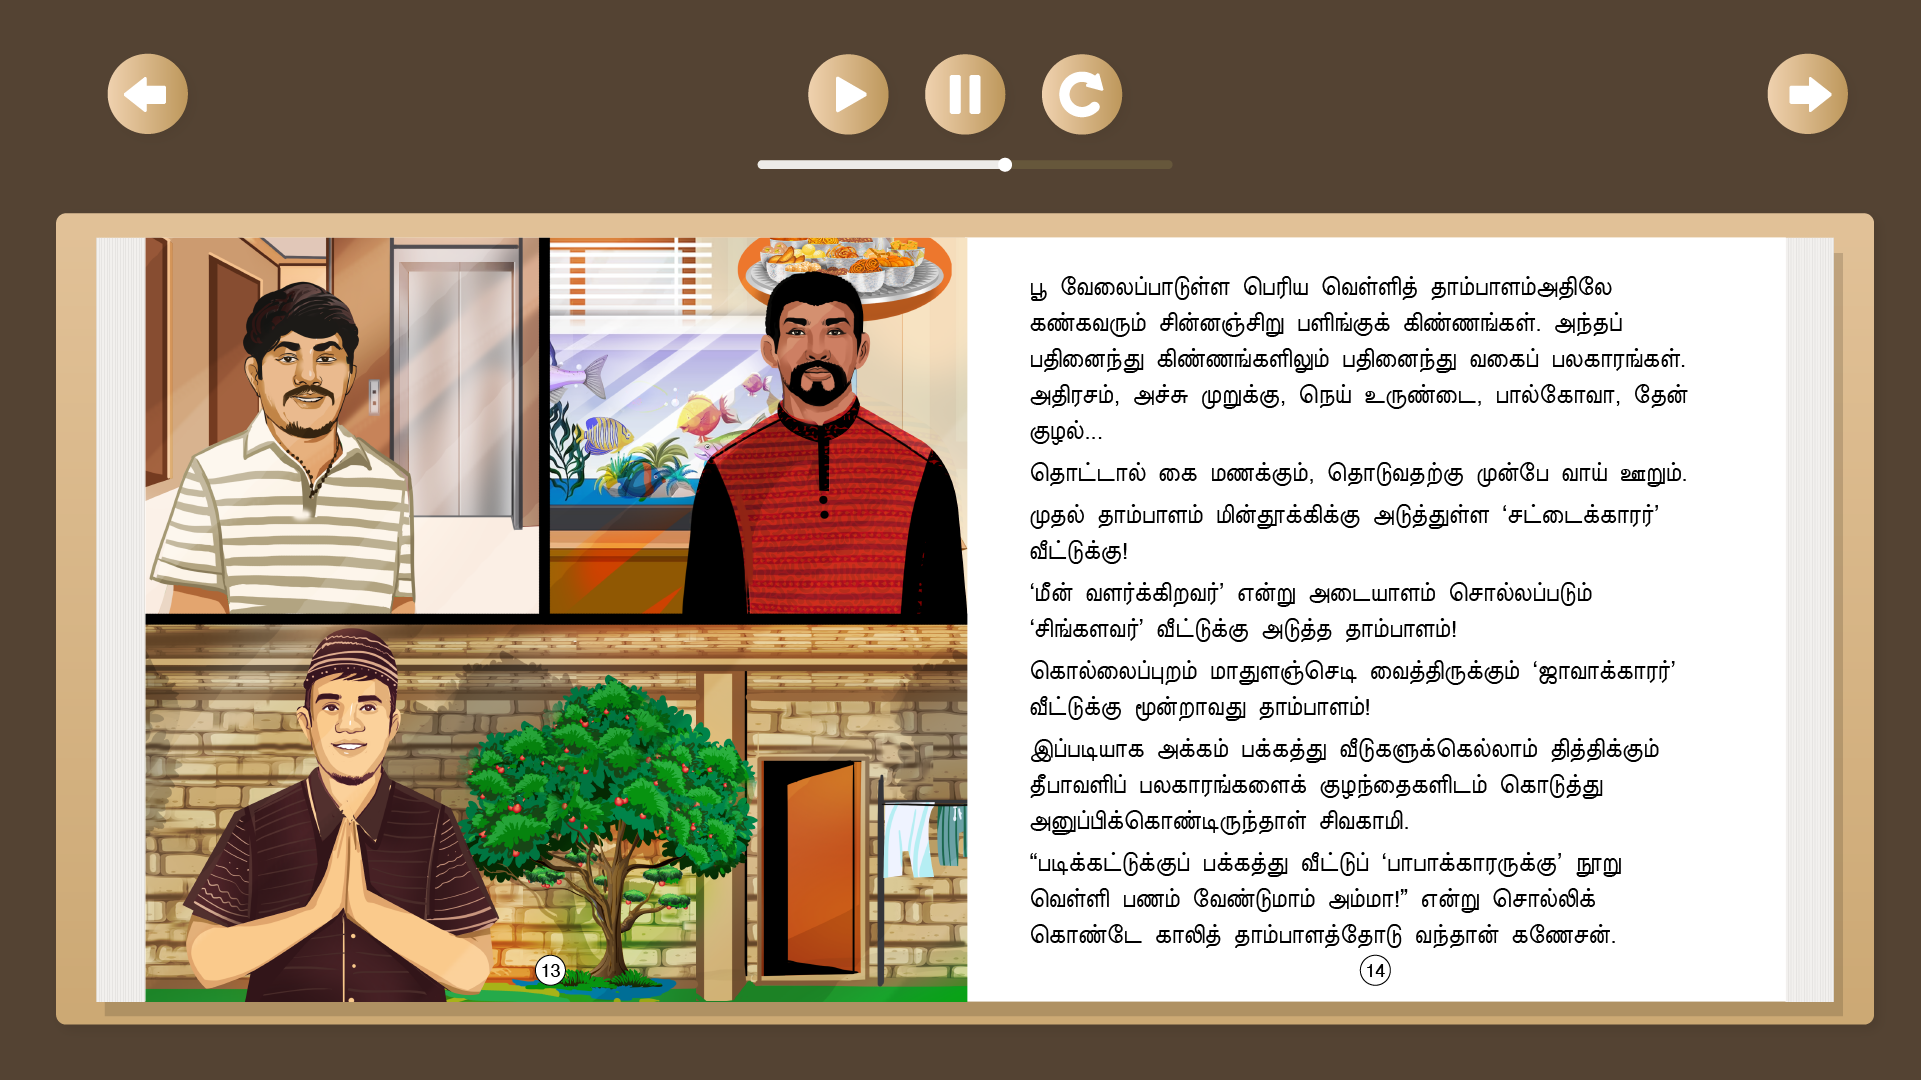 பூ வேலைப்பாடுள்ள பெரிய வெள்ளித் தாம்பாளம்அதிலே
கண்கவரும் சின்னஞ்சிறு பளிங்குக் கிண்ணங்கள். அந்தப்
பதினைந்து கிண்ணங்களிலும் பதினைந்து வகைப் பலகாரங்கள்.
அதிரசம், அச்சு முறுக்கு, நெய் உருண்டை, பால்கோவா, தேன்
குழல்...
தொட்டால் கை மணக்கும், தொடுவதற்கு முன்பே வாய் ஊறும்.
முதல் தாம்பாளம் மின்தூக்கிக்கு அடுத்துள்ள ‘சட்டைக்காரர்’
வீட்டுக்கு!
‘மீன் வளர்க்கிறவர்’ என்று அடையாளம் சொல்லப்படும்
‘சிங்களவர்’ வீட்டுக்கு அடுத்த தாம்பாளம்!
கொல்லைப்புறம் மாதுளஞ்செடி வைத்திருக்கும் ‘ஜாவாக்காரர்’
வீட்டுக்கு மூன்றாவது தாம்பாளம்!
இப்படியாக அக்கம் பக்கத்து வீடுகளுக்கெல்லாம் தித்திக்கும்
தீபாவளிப் பலகாரங்களைக் குழந்தைகளிடம் கொடுத்து
அனுப்பிக்கொண்டிருந்தாள் சிவகாமி.
“படிக்கட்டுக்குப் பக்கத்து வீட்டுப் ‘பாபாக்காரருக்கு’ நூறு
வெள்ளி பணம் வேண்டுமாம் அம்மா!” என்று சொல்லிக்
கொண்டே காலித் தாம்பாளத்தோடு வந்தான் கணேசன்.
13
14